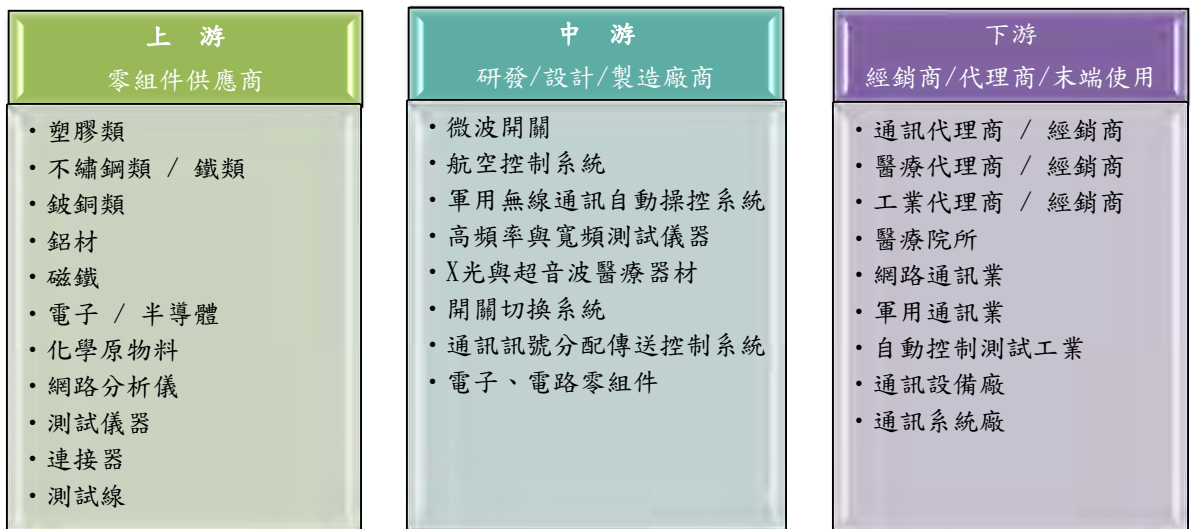 上 游
零組件供應商
・塑膠類
・不繡鋼類 / 鐵類
・鈹銅類
・鋁材
・磁鐵
・電子 / 半導體
・化學原物料
・網路分析儀
・測試儀器
・連接器
・測試線
中 游
研發/設計/製造廠商
・微波開關
・航空控制系統
・軍用無線通訊自動操控系統
・高頻率與寬頻測試儀器
・X光與超音波醫療器材
・開關切換系統
・通訊訊號分配傳送控制系統
・電子、電路零組件
下游
經銷商/代理商/末端使用
・通訊代理商 / 經銷商
・醫療代理商 / 經銷商
・工業代理商 / 經銷商
・醫療院所
・網路通訊業
・軍用通訊業
・自動控制測試工業
・通訊設備廠
・通訊系統廠